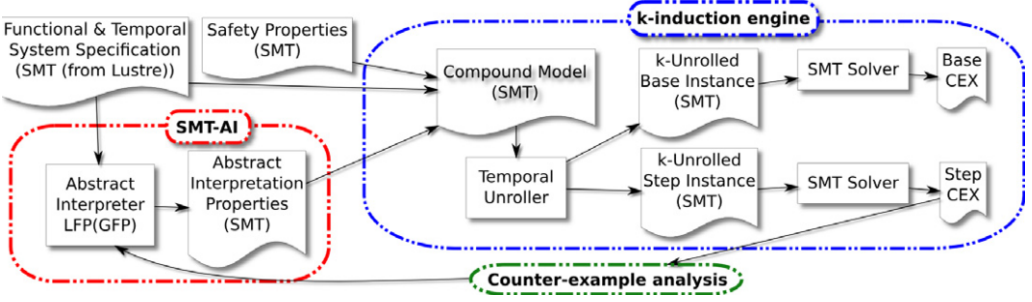 Functional & Temporal
System Specification
(SMT (from Lustre))
Safety Properties
(SMT)
k-induction engine
Compound Model
(SMT)
k-Unrolled
Base Instance
(SMT)
SMT Solver
Base
CEX
SMT-AI
Abstract
Interpreter
LFP(GFP)
Abstract
Interpretation
Properties
(SMT)
Temporal
Unroller
k-Unrolled
Step Instance
(SMT)
SMT Solver
Step
CEX
Counter-example analysis